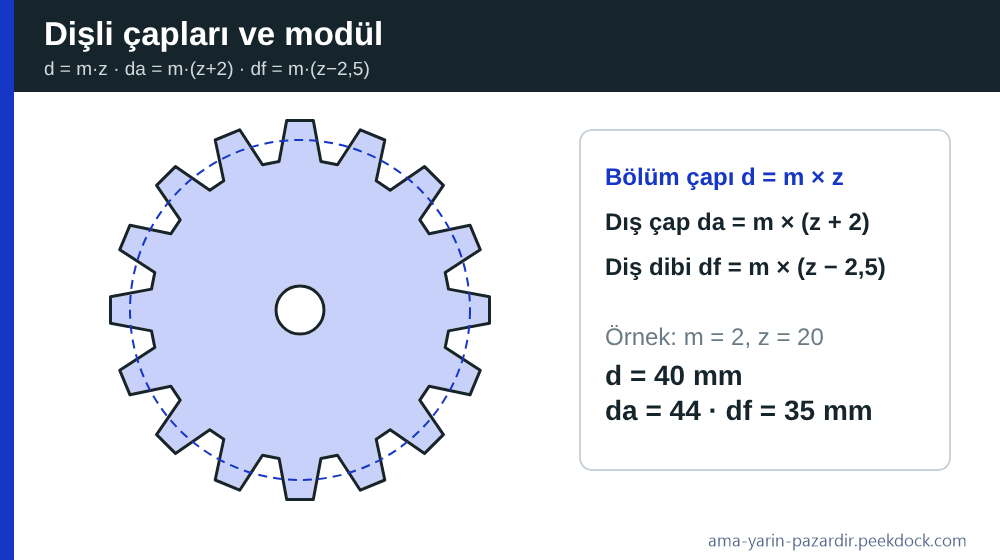 Dişli çapları ve modül
d = m·z · da = m·(z+2) · df = m·(z−2,5)
Bölüm çapı d = m × z
Dış çap da = m × (z + 2)
Diş dibi df = m × (z − 2,5)
Örnek: m = 2, z = 20
d = 40 mm
da = 44 · df = 35 mm
ama-yarin-pazardir.peekdock.com